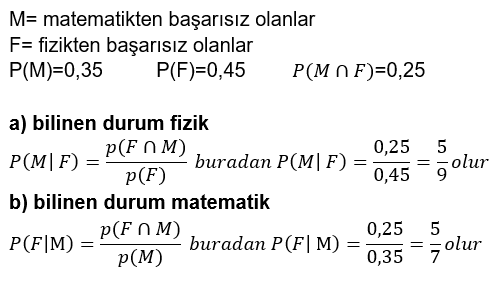 M= matematikten başarısız olanlar
F= fizikten başarısız olanlar
P(M)=0,35 P(F)=0,45 P(M ∩ F)=0,25
a) bilinen durum fizik
P(M| F) = p(F ∩ M)/p(F) buradan P(M| F) = 0,25/0,45 = 5/9 olur
b) bilinen durum matematik
P(F|M) = p(F ∩ M)/p(M) buradan P(F| M) = 0,25/0,35 = 5/7 olur